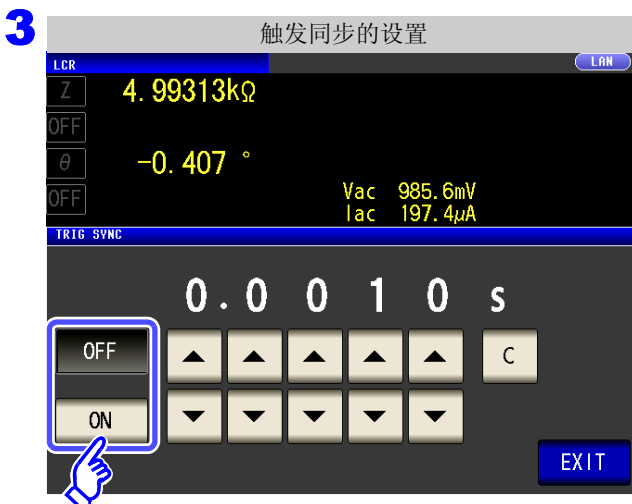 3
触发同步的设置
LCR
LAN
Z 4.99313kΩ
OFF
θ -0.407 °
OFF
Vac 985.6mV
Iac 197.4μA
TRIG SYNC
0.0010 s
OFF
C
ON
EXIT